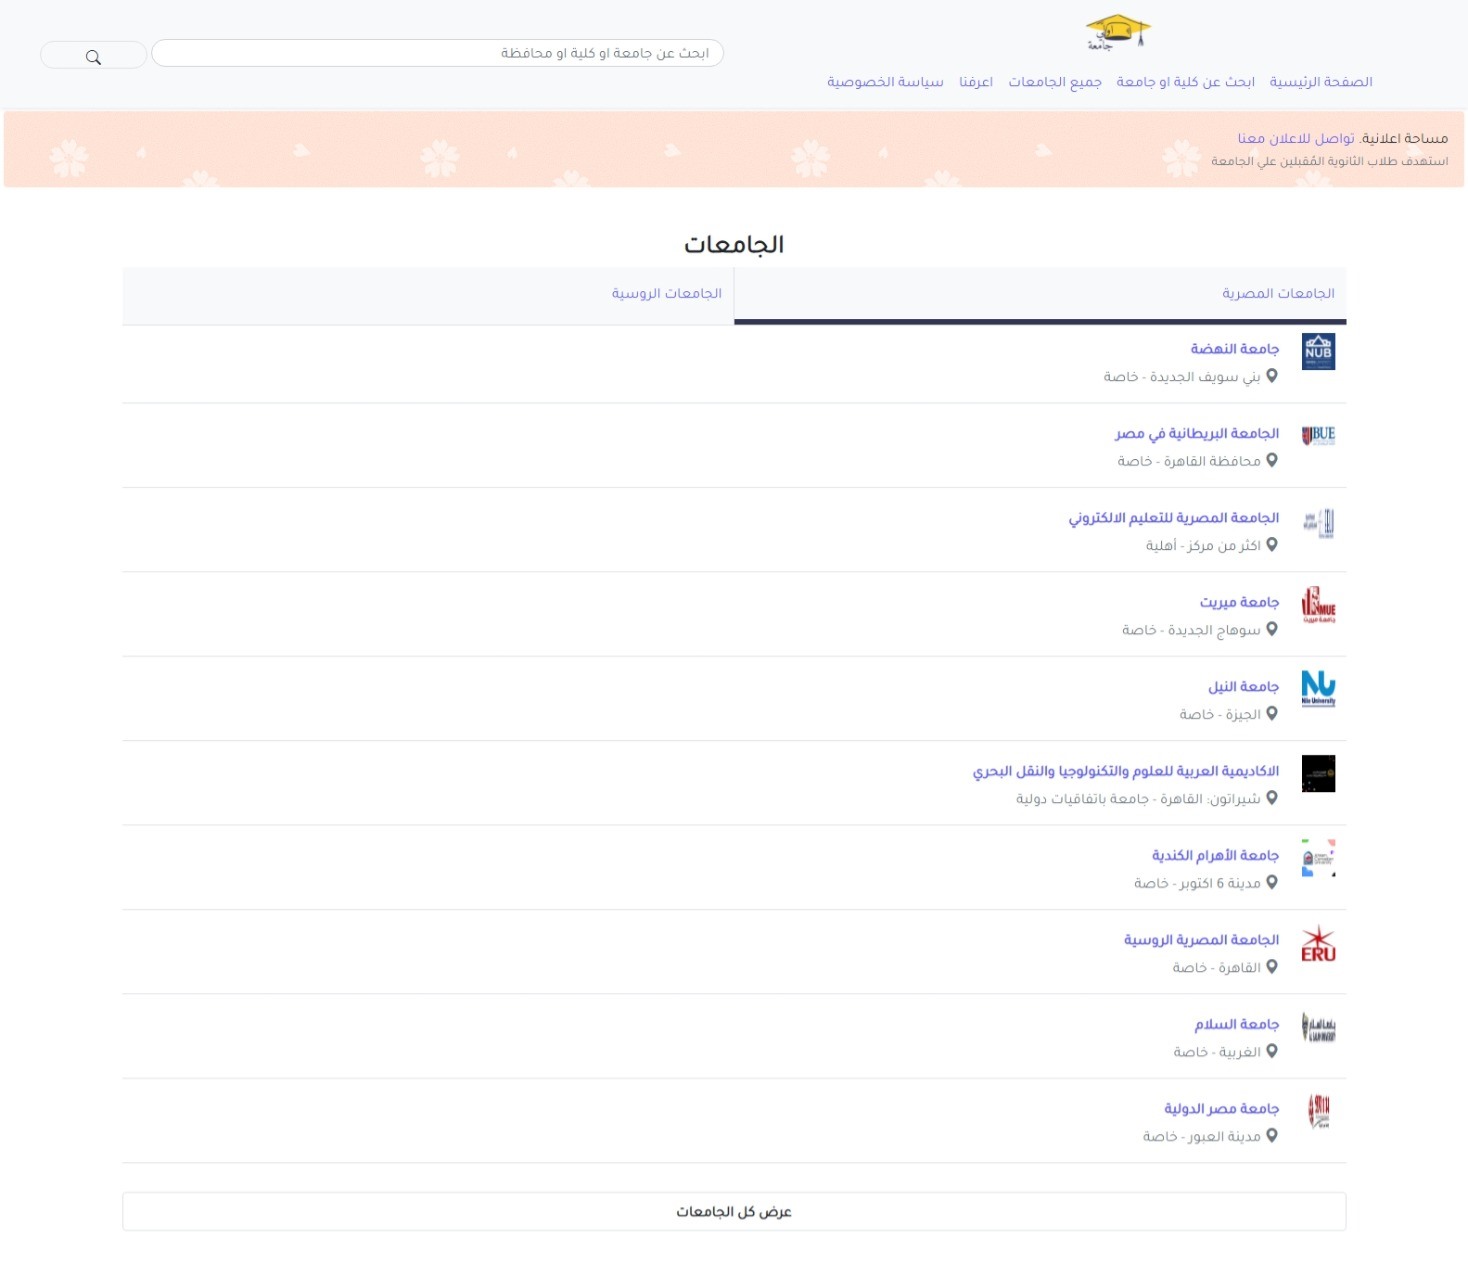 اولي
جامعة
الصفحة الرئيسية ابحث عن كلية او جامعة جميع الجامعات اعرفنا سياسة الخصوصية
ابحث عن جامعة او كلية او محافظة
مساحة اعلانية. تواصل للاعلان معنا
استهدف طلاب الثانوية المُقبلين علي الجامعة
الجامعات
الجامعات المصرية
الجامعات الروسية
NUB
جامعة النهضة
بني سويف الجديدة - خاصة
BUE
الجامعة البريطانية في مصر
محافظة القاهرة - خاصة
الجامعة المصرية للتعليم الالكتروني
اكثر من مركز - أهلية
MUE
جامعة ميريت
جامعة ميريت
سوهاج الجديدة - خاصة
NU
Nile University
جامعة النيل
الجيزة - خاصة
الاكاديمية العربية للعلوم والتكنولوجيا والنقل البحري
شيراتون: القاهرة - جامعة باتفاقيات دولية
جامعة الأهرام الكندية
مدينة 6 اكتوبر - خاصة
ERU
الجامعة المصرية الروسية
القاهرة - خاصة
جامعة السلام
الغربية - خاصة
جامعة مصر الدولية
مدينة العبور - خاصة
عرض كل الجامعات